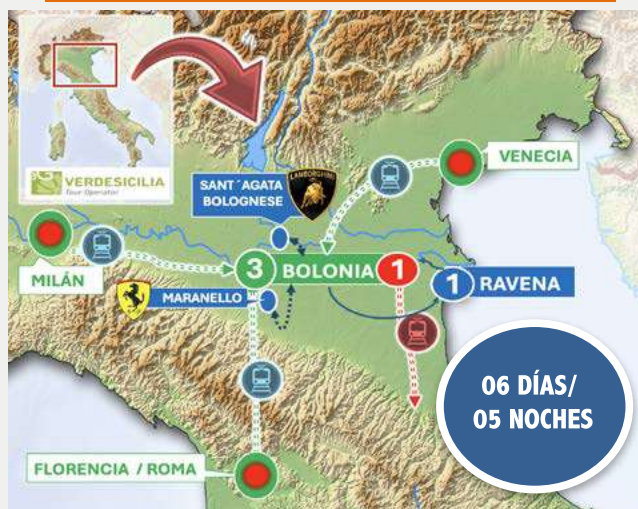 VERDESICILIA
Tour Operator
VENECIA
SANT´AGATA
BOLOGNESE
LAMBORGHINI
MILÁN
3 BOLONIA 1
1 RAVENA
MARANELLO
06 DÍAS/
05 NOCHES
FLORENCIA / ROMA